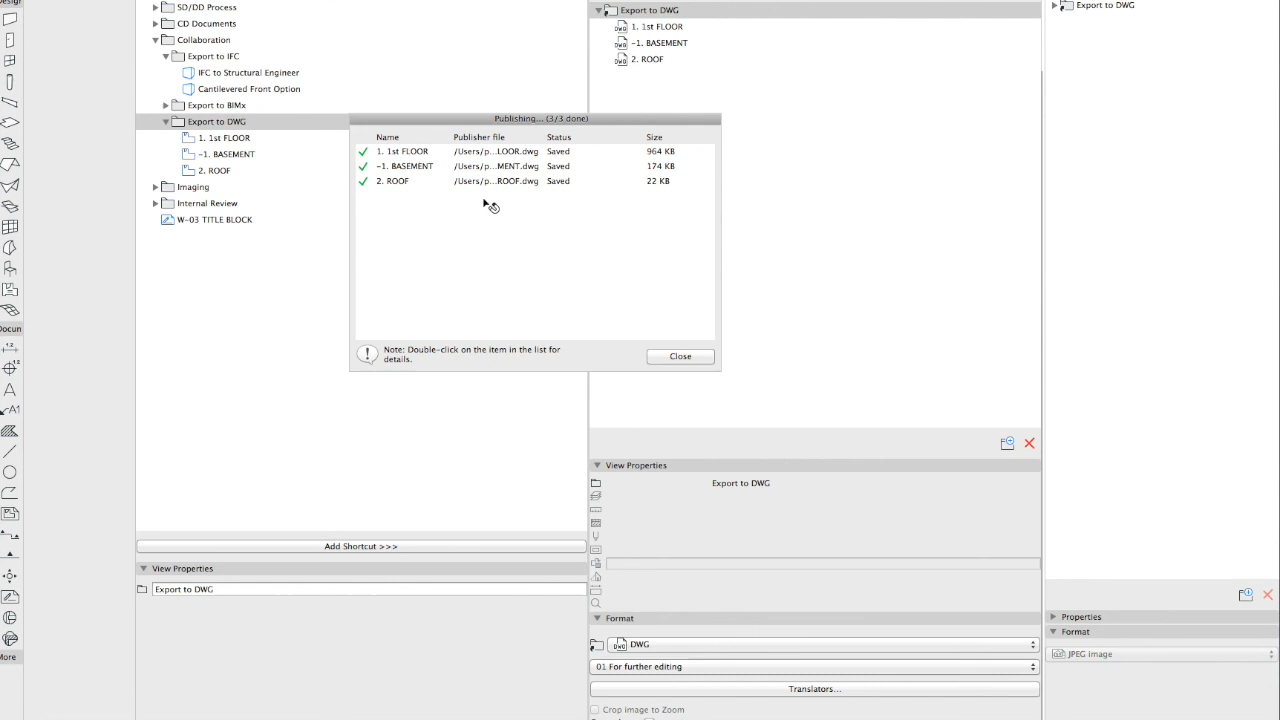 Design
SD/DD Process
CD Documents
Collaboration
Export to IFC
IFC to Structural Engineer
Cantilevered Front Option
Export to BIMx
Export to DWG
1. 1st FLOOR
-1. BASEMENT
2. ROOF
Imaging
Internal Review
W-03 TITLE BLOCK
Add Shortcut >>>
View Properties
Export to DWG
Docun
More
Publishing... (3/3 done)
Name Publisher file Status Size
1. 1st FLOOR /Users/p...LOOR.dwg Saved 964 KB
-1. BASEMENT /Users/p...MENT.dwg Saved 174 KB
2. ROOF /Users/p...ROOF.dwg Saved 22 KB
Note: Double-click on the item in the list for
details.
Close
Export to DWG
1. 1st FLOOR
-1. BASEMENT
2. ROOF
View Properties
Export to DWG
Format
DWG
01 For further editing
Translators...
Crop image to Zoom
Export to DWG
Properties
Format
JPEG image